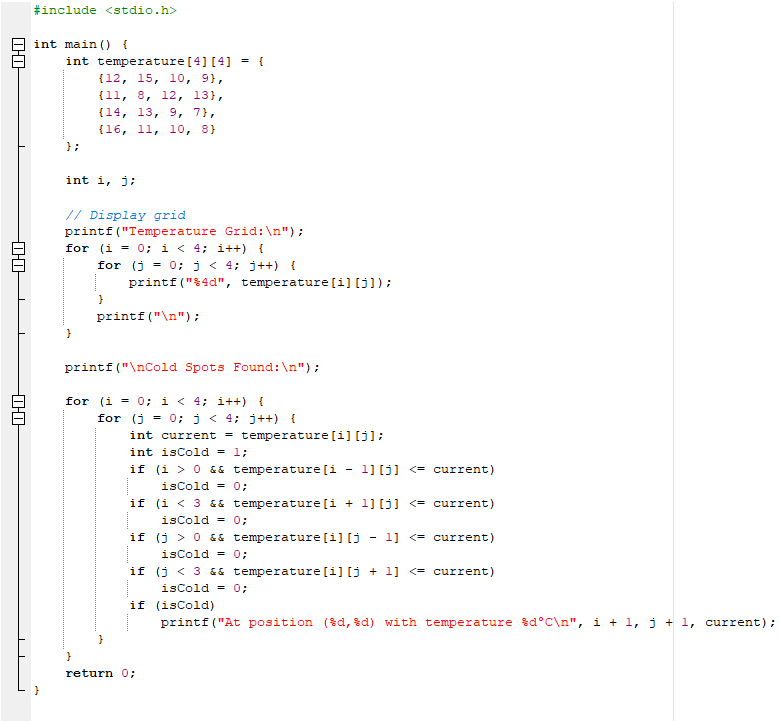 #include <stdio.h>

int main() {
    int temperature[4][4] = {
        {12, 15, 10, 9},
        {11, 8, 12, 13},
        {14, 13, 9, 7},
        {16, 11, 10, 8}
    };

    int i, j;

    // Display grid
    printf("Temperature Grid:\n");
    for (i = 0; i < 4; i++) {
        for (j = 0; j < 4; j++) {
            printf("%4d", temperature[i][j]);
        }
        printf("\n");
    }

    printf("\nCold Spots Found:\n");

    for (i = 0; i < 4; i++) {
        for (j = 0; j < 4; j++) {
            int current = temperature[i][j];
            int isCold = 1;
            if (i > 0 && temperature[i - 1][j] <= current)
                isCold = 0;
            if (i < 3 && temperature[i + 1][j] <= current)
                isCold = 0;
            if (j > 0 && temperature[i][j - 1] <= current)
                isCold = 0;
            if (j < 3 && temperature[i][j + 1] <= current)
                isCold = 0;
            if (isCold)
                printf("At position (%d,%d) with temperature %d°C\n", i + 1, j + 1, current);
        }
    }
    return 0;
}